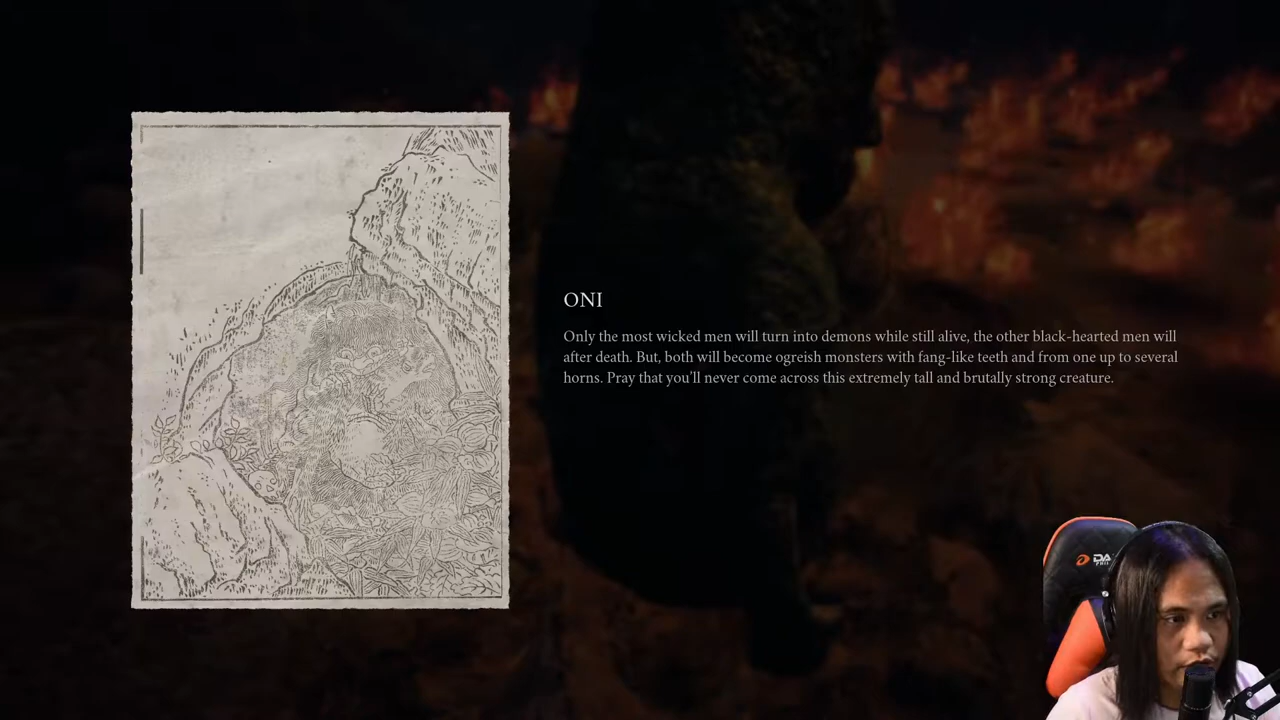 ONI
Only the most wicked men will turn into demons while still alive, the other black-hearted men will
after death. But, both will become ogreish monsters with fang-like teeth and from one up to several
horns. Pray that you'll never come across this extremely tall and brutally strong creature.
DA